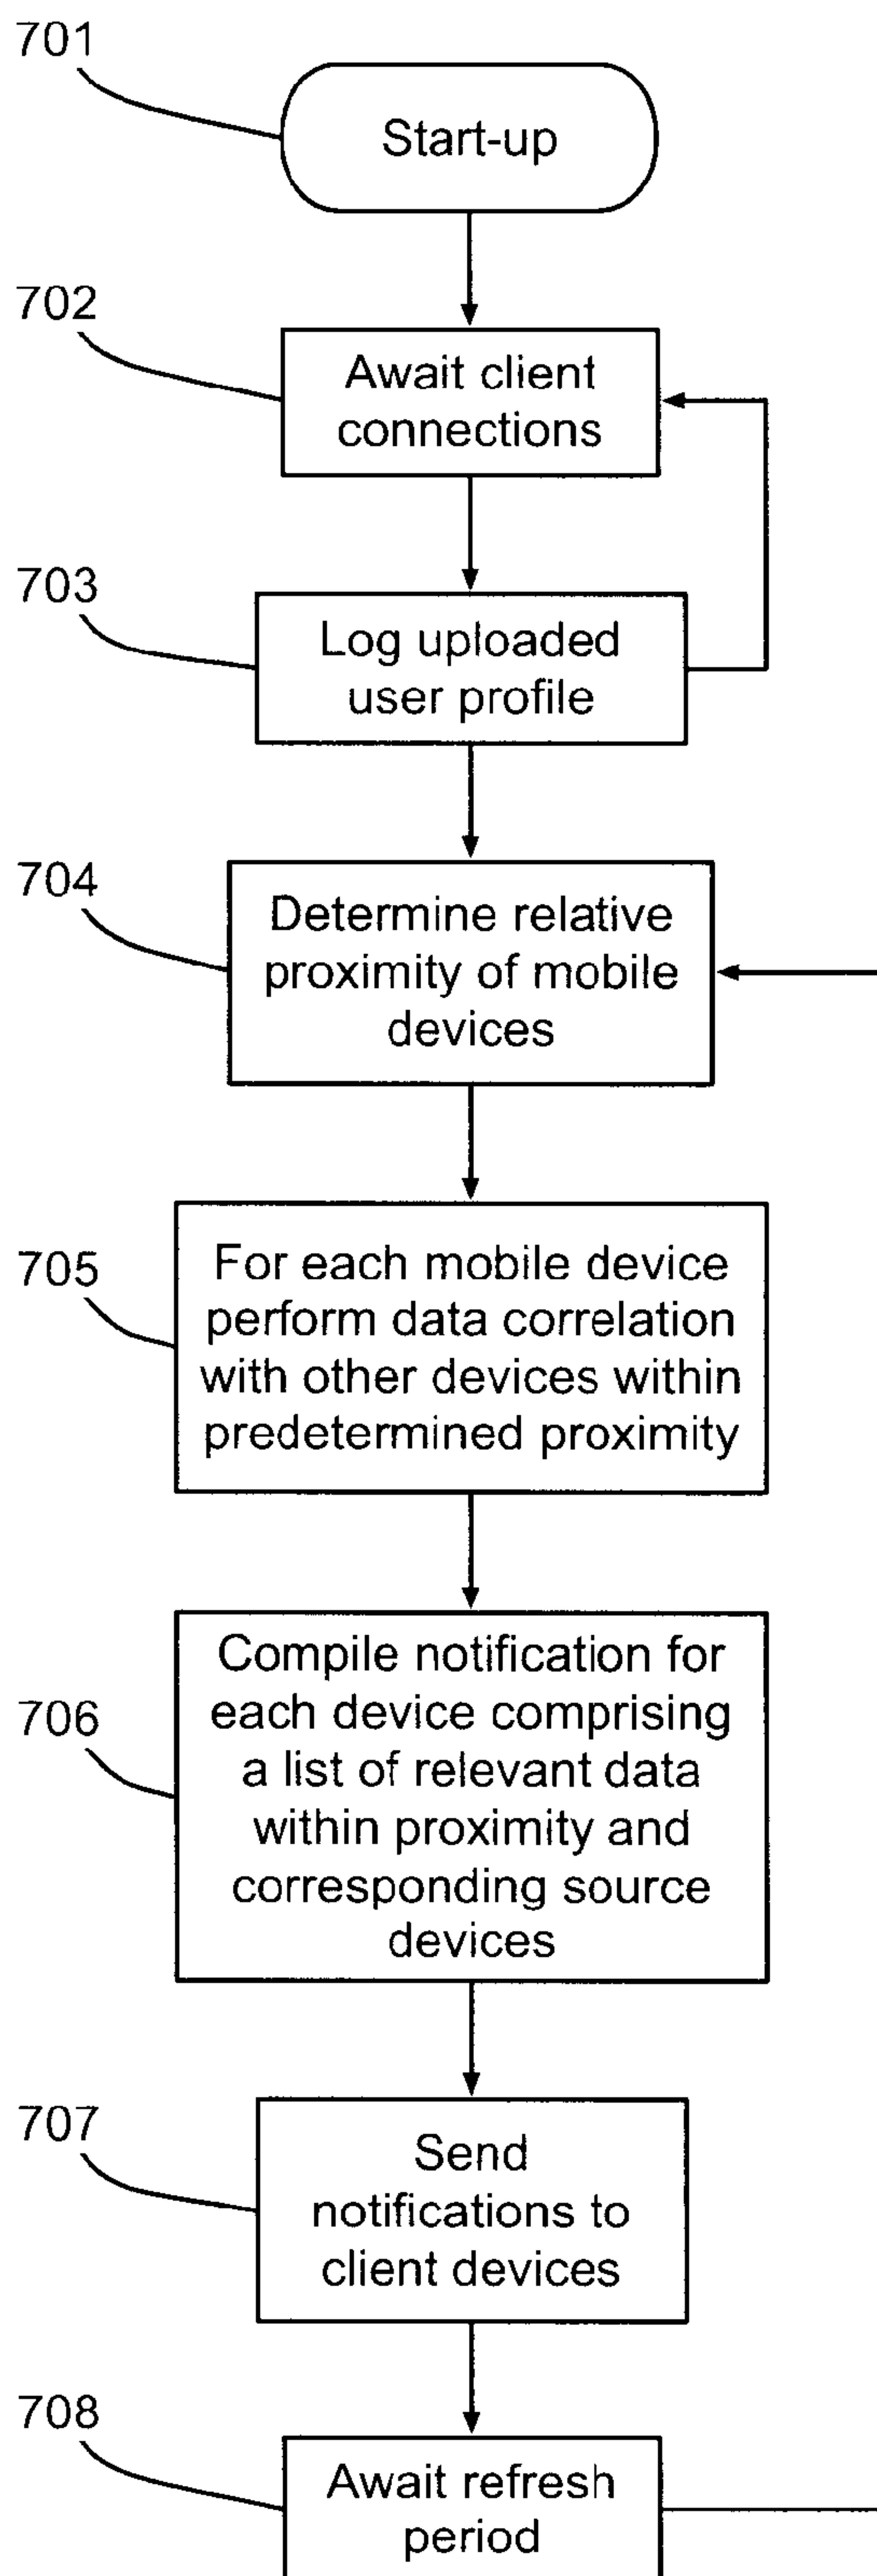 701
Start-up
702
Await client
connections
703
Log uploaded
user profile
704
Determine relative
proximity of mobile
devices
705
For each mobile device
perform data correlation
with other devices within
predetermined proximity
706
Compile notification for
each device comprising
a list of relevant data
within proximity and
corresponding source
devices
707
Send
notifications to
client devices
708
Await refresh
period